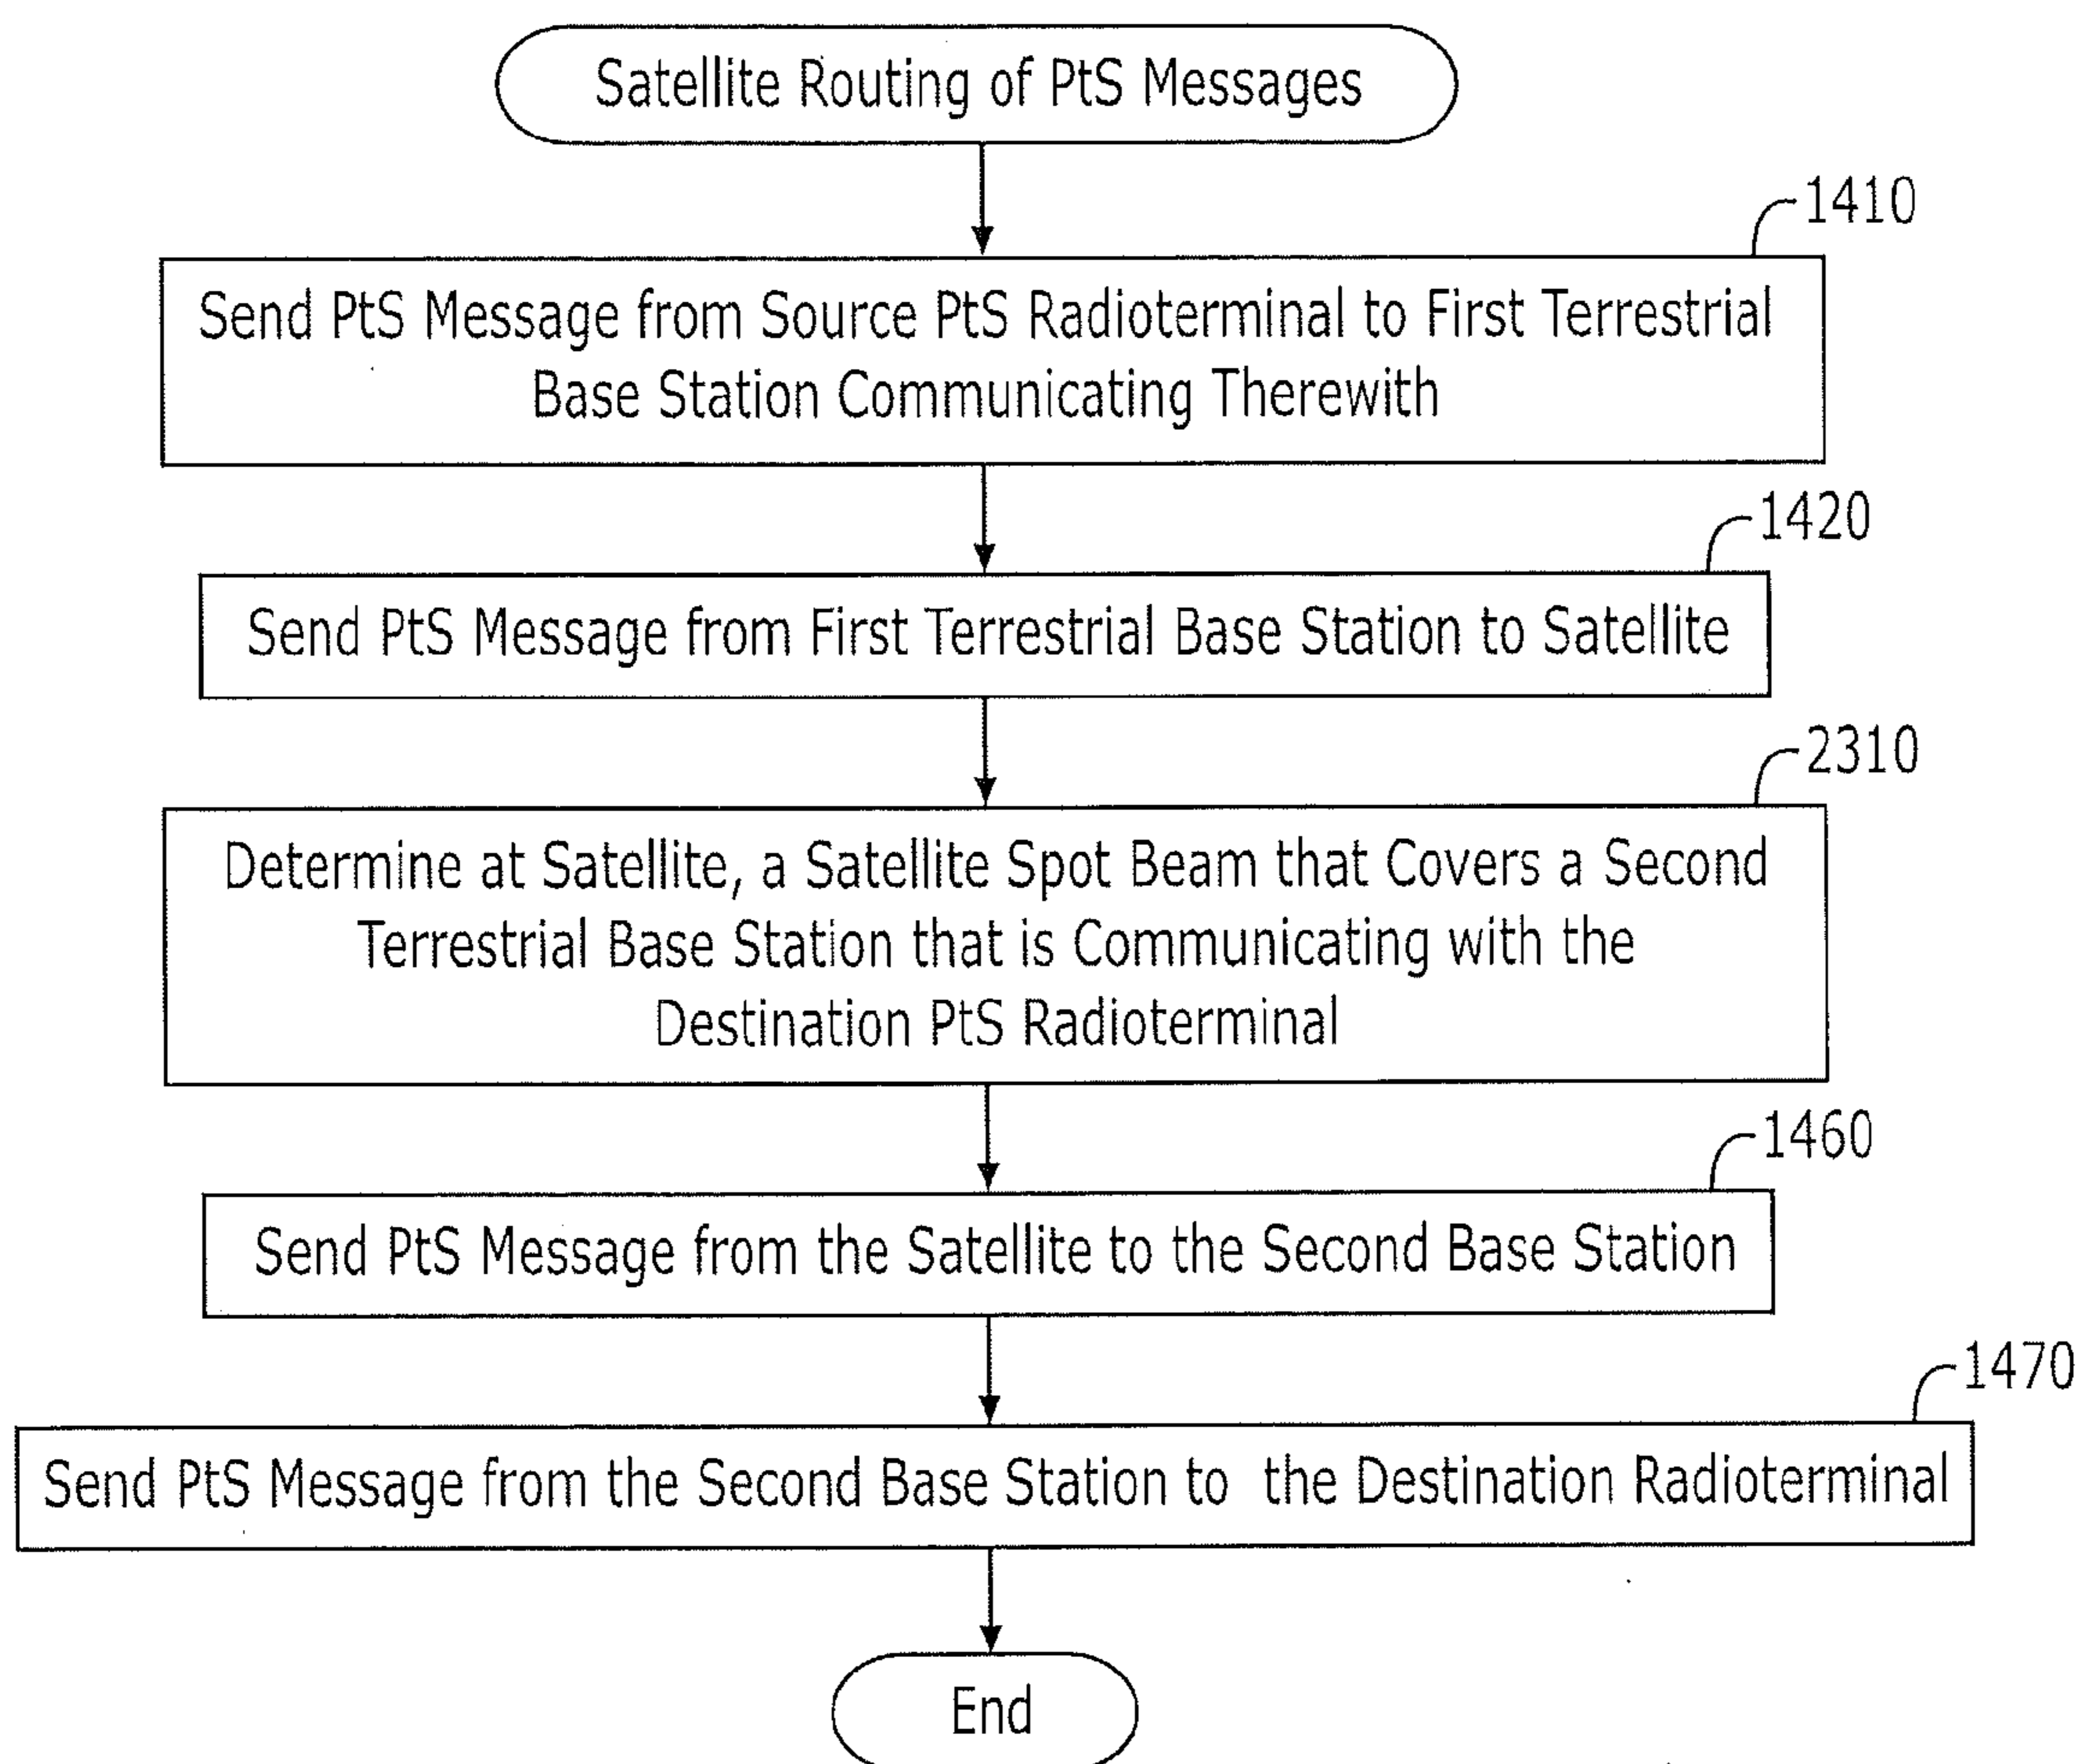 Satellite Routing of PtS Messages
1410
Send PtS Message from Source PtS Radioterminal to First Terrestrial
Base Station Communicating Therewith
1420
Send PtS Message from First Terrestrial Base Station to Satellite
2310
Determine at Satellite, a Satellite Spot Beam that Covers a Second
Terrestrial Base Station that is Communicating with the
Destination PtS Radioterminal
1460
Send PtS Message from the Satellite to the Second Base Station
1470
Send PtS Message from the Second Base Station to the Destination Radioterminal
End